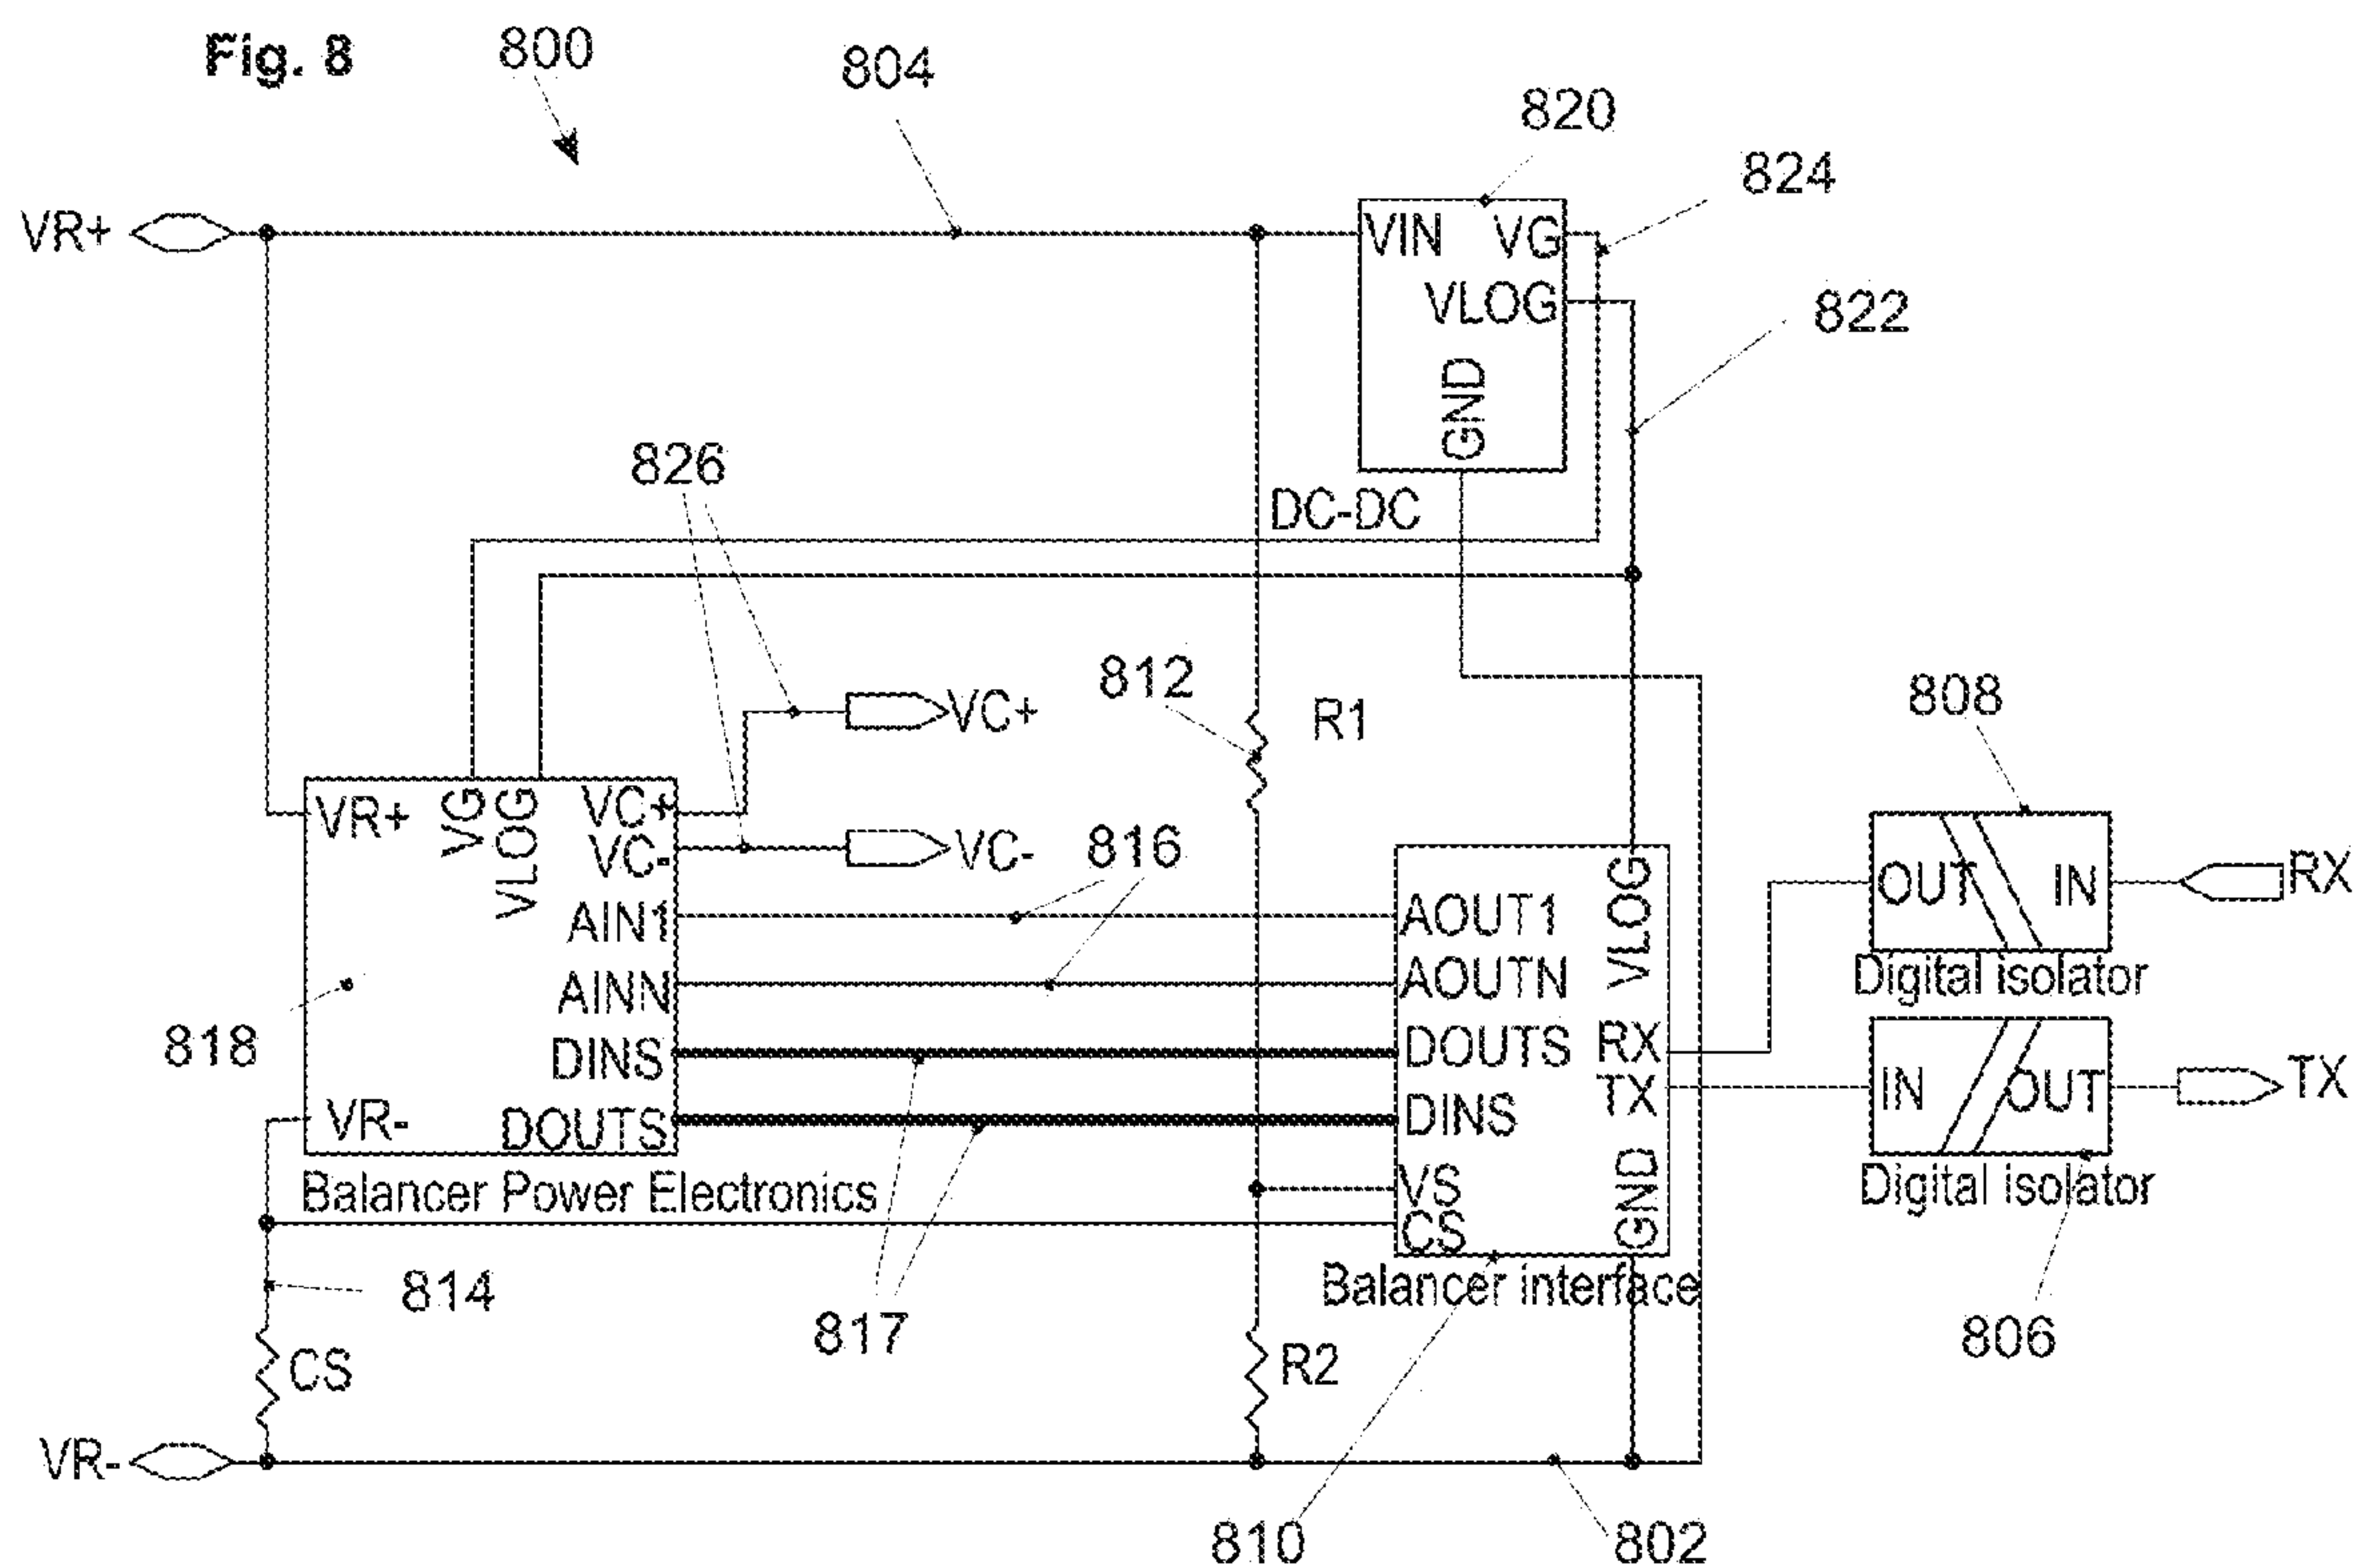 Fig. 8
800
804
820
824
VR+
VIN
VG
VLOG
822
GND
826
DC-DC
812
R1
808
VC+
VR+
VG
VLOG
VC+
VC-
VC-
816
VLOG
OUT
IN
RX
AIN1
AOUT1
AINN
AOUTN
Digital isolator
818
DINS
DOUTS
RX
IN
OUT
TX
VR-
DOUTS
DINS
TX
Balancer Power Electronics
VS
GND
Digital isolator
CS
814
817
Balancer interface
806
CS
R2
VR-
810
802